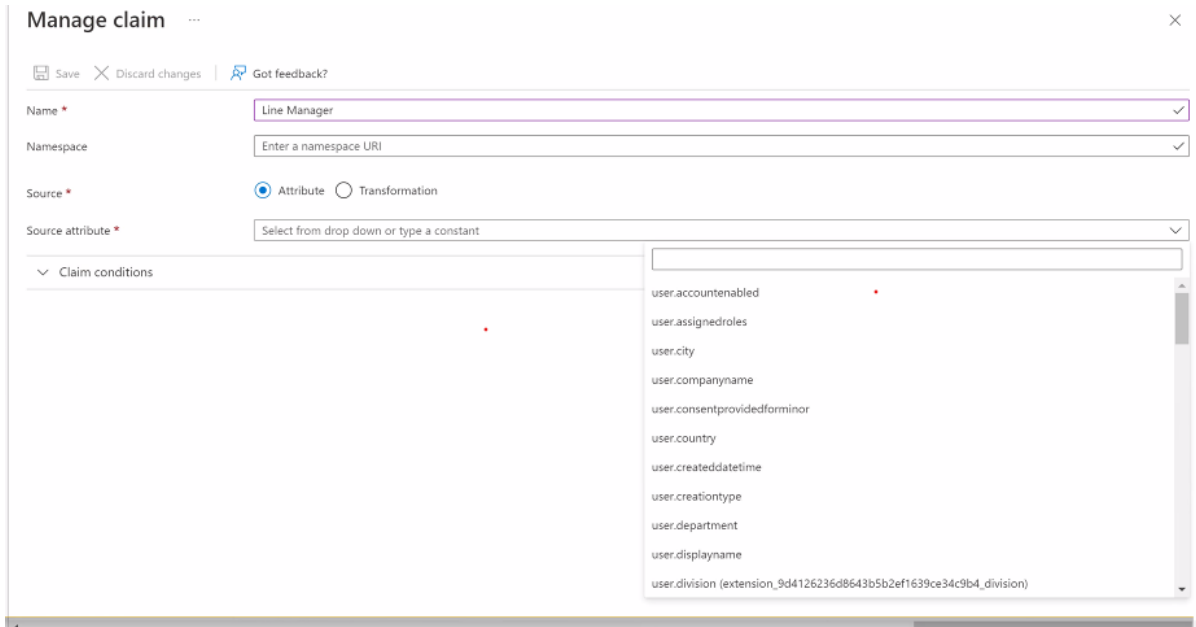 Manage claim ...
Save Discard changes Got feedback?
Name * Line Manager
Namespace Enter a namespace URI
Source * Attribute Transformation
Source attribute * Select from drop down or type a constant
Claim conditions
user.accountenabled
user.assignedroles
user.city
user.companyname
user.consentprovidedforminor
user.country
user.createddatetime
user.creationtype
user.department
user.displayname
user.division (extension_9d4126236d8643b5b2ef1639ce34c9b4_division)